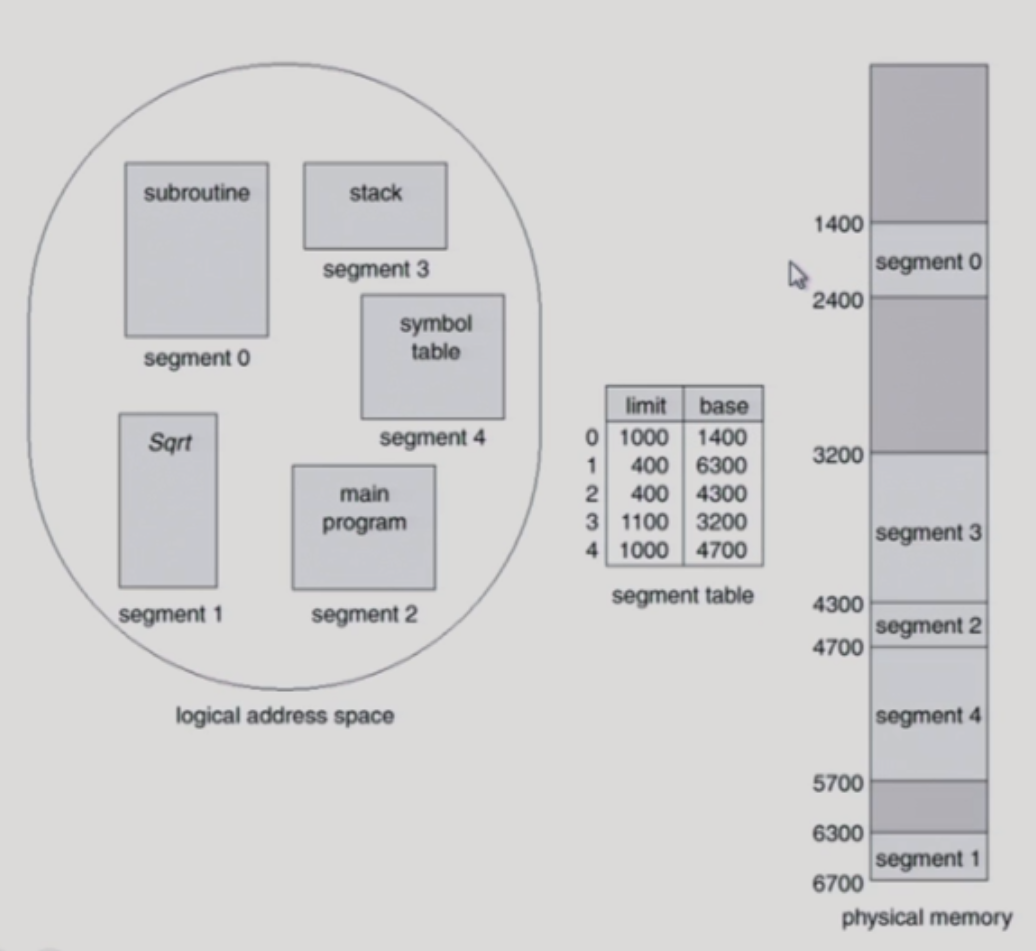 subroutine
segment 0
stack
segment 3
symbol
table
segment 4
Sqrt
segment 1
main
program
segment 2
logical address space
limit base
0 1000 1400
1 400 6300
2 400 4300
3 1100 3200
4 1000 4700
segment table
1400
segment 0
2400
3200
segment 3
4300
segment 2
4700
segment 4
5700
6300
segment 1
6700
physical memory